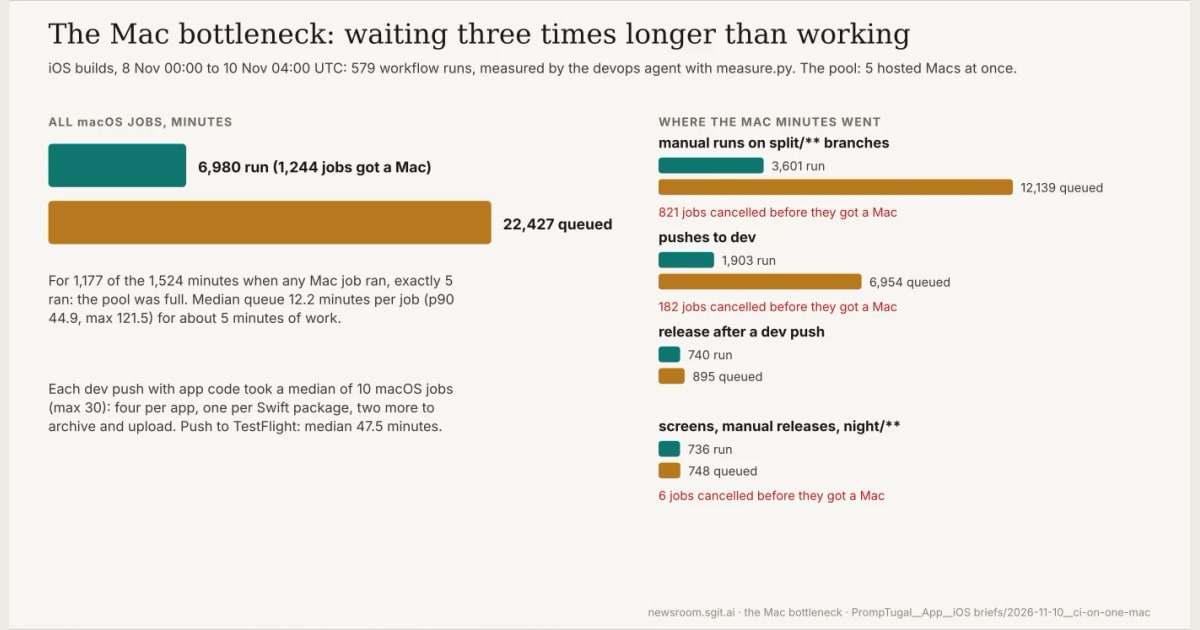 The Mac bottleneck: waiting three times longer than working
iOS builds, 8 Nov 00:00 to 10 Nov 04:00 UTC: 579 workflow runs, measured by the devops agent with measure.py. The pool: 5 hosted Macs at once.
ALL macOS JOBS, MINUTES
6,980 run (1,244 jobs got a Mac)
22,427 queued
For 1,177 of the 1,524 minutes when any Mac job ran, exactly 5
ran: the pool was full. Median queue 12.2 minutes per job (p90
44.9, max 121.5) for about 5 minutes of work.
Each dev push with app code took a median of 10 macOS jobs
(max 30): four per app, one per Swift package, two more to
archive and upload. Push to TestFlight: median 47.5 minutes.
WHERE THE MAC MINUTES WENT
manual runs on split/** branches
3,601 run
12,139 queued
821 jobs cancelled before they got a Mac
pushes to dev
1,903 run
6,954 queued
182 jobs cancelled before they got a Mac
release after a dev push
740 run
895 queued
screens, manual releases, night/**
736 run
748 queued
6 jobs cancelled before they got a Mac
newsroom.sgit.ai · the Mac bottleneck · PrompTugal__App__iOS briefs/2026-11-10__ci-on-one-mac